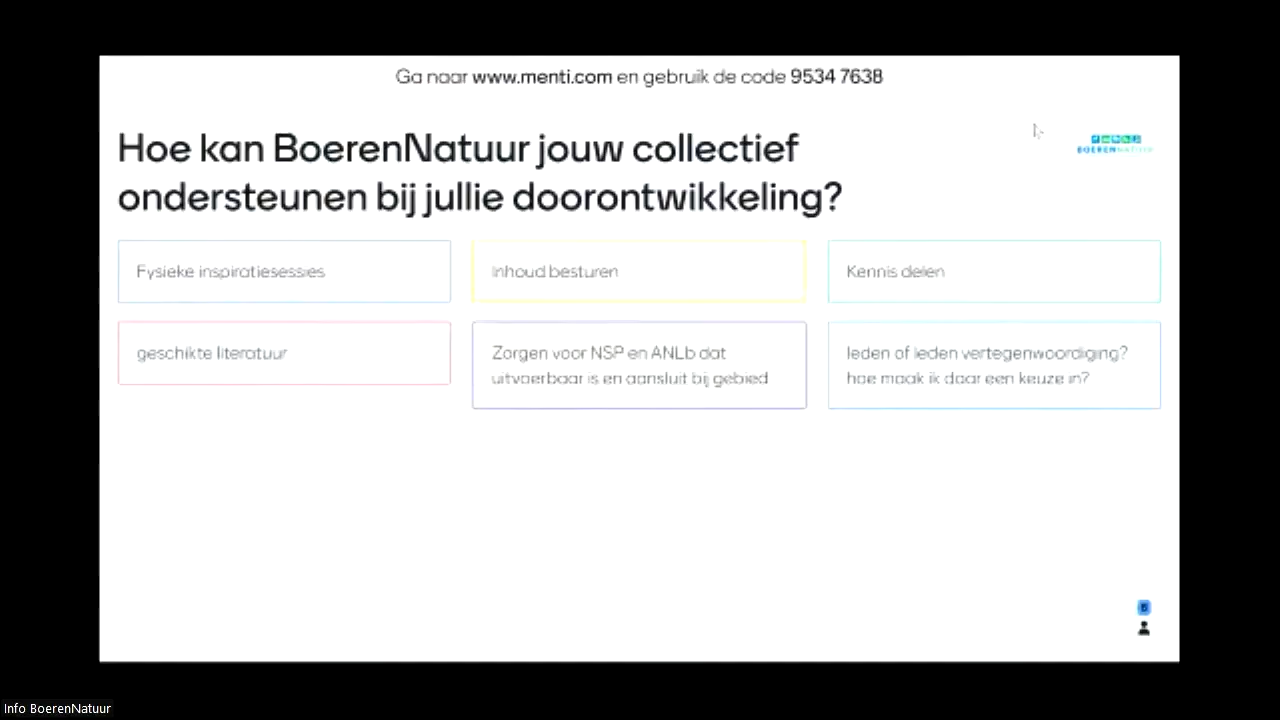 Ga naar www.menti.com en gebruik de code 9534 7638
Hoe kan BoerenNatuur jouw collectief
ondersteunen bij jullie doorontwikkeling?
BOERENNATUUR
Fysieke inspiratiesessies
Inhoud besturen
Kennis delen
geschikte literatuur
Zorgen voor NSP en ANLb dat
uitvoerbaar is en aansluit bij gebied
leden of leden vertegenwoordiging?
hoe maak ik daar een keuze in?
6
Info BoerenNatuur